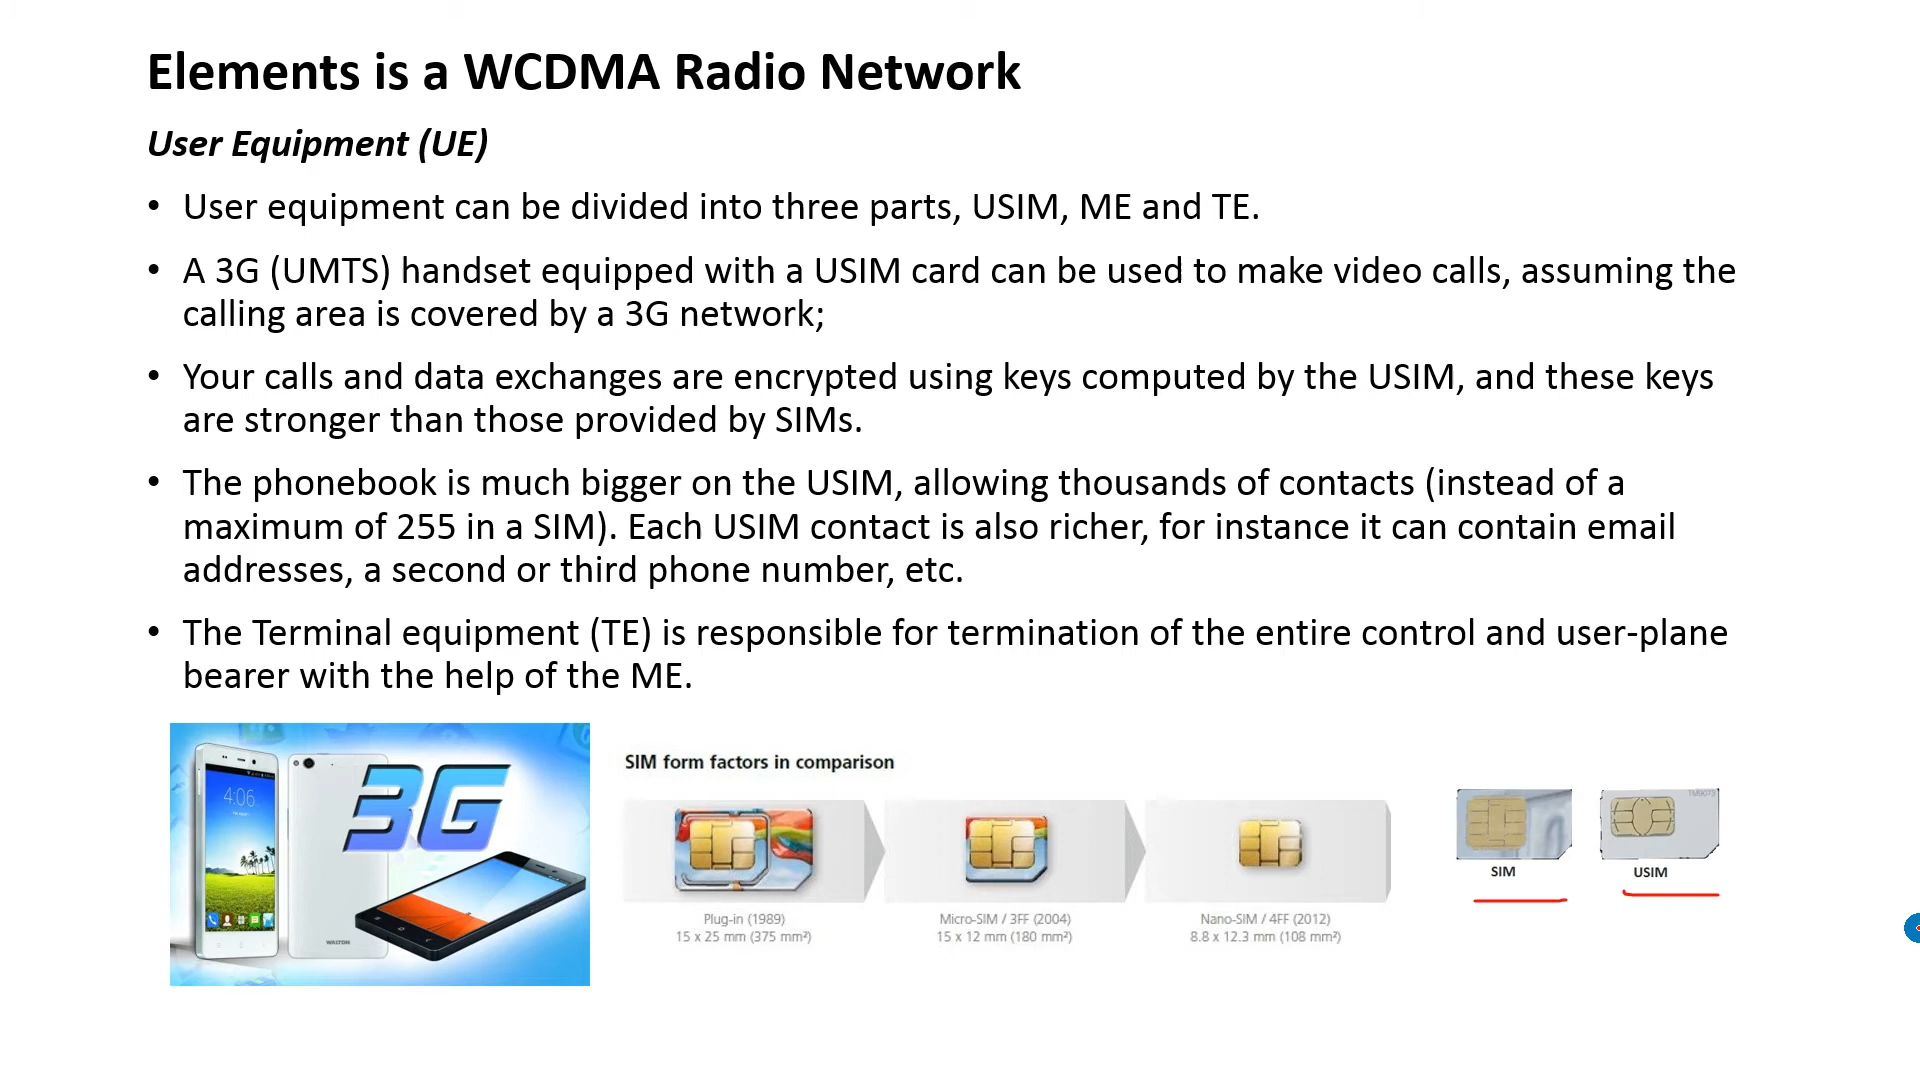 Elements is a WCDMA Radio Network
User Equipment (UE)
• User equipment can be divided into three parts, USIM, ME and TE.
• A 3G (UMTS) handset equipped with a USIM card can be used to make video calls, assuming the
calling area is covered by a 3G network;
• Your calls and data exchanges are encrypted using keys computed by the USIM, and these keys
are stronger than those provided by SIMs.
• The phonebook is much bigger on the USIM, allowing thousands of contacts (instead of a
maximum of 255 in a SIM). Each USIM contact is also richer, for instance it can contain email
addresses, a second or third phone number, etc.
• The Terminal equipment (TE) is responsible for termination of the entire control and user-plane
bearer with the help of the ME.
4:06
3G
WALTON
SIM form factors in comparison
Plug-in (1989)
15 x 25 mm (375 mm²)
Micro-SIM / 3FF (2004)
15 x 12 mm (180 mm²)
Nano-SIM / 4FF (2012)
8.8 x 12.3 mm (108 mm²)
SIM
USIM